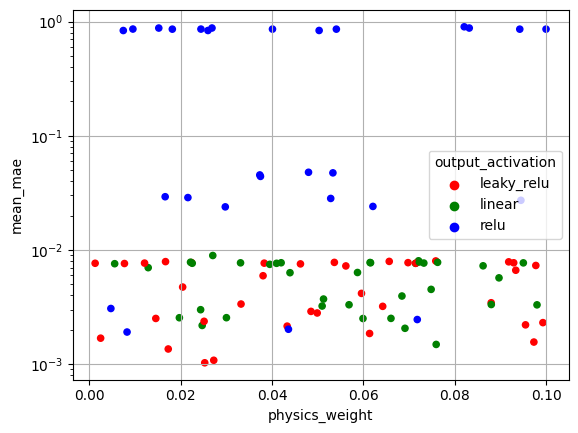 10⁰
10⁻¹
10⁻²
10⁻³
mean_mae
output_activation
leaky_relu
linear
relu
0.00 0.02 0.04 0.06 0.08 0.10
physics_weight